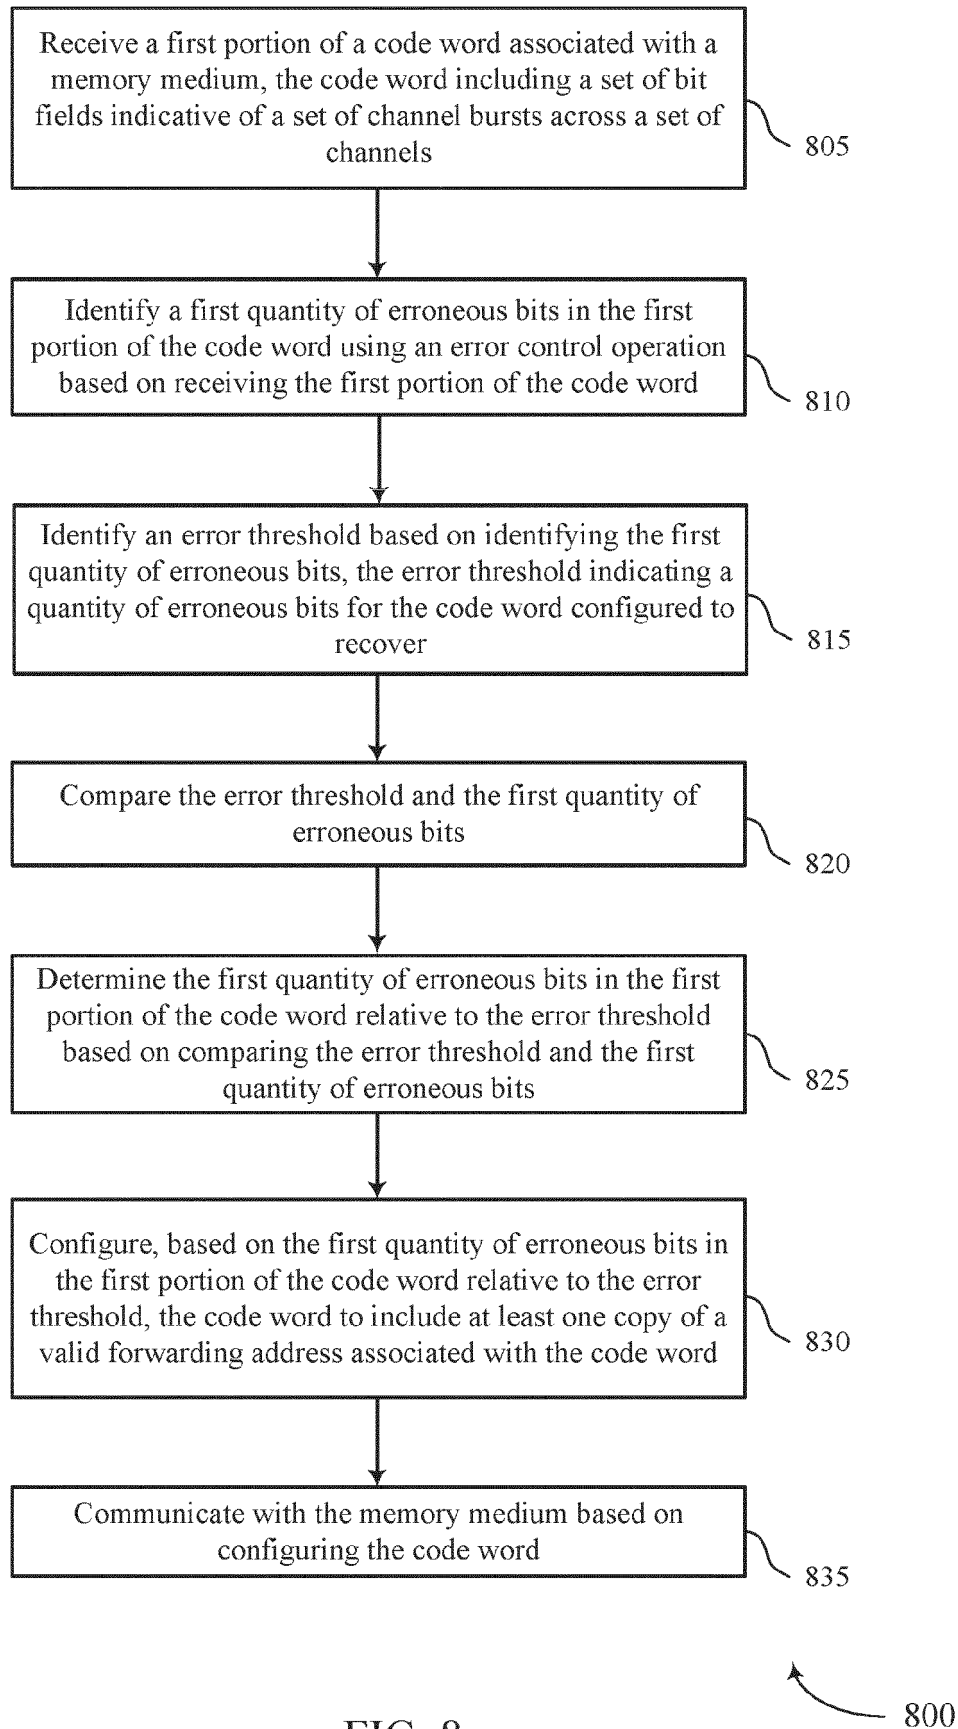 Receive a first portion of a code word associated with a
memory medium, the code word including a set of bit
fields indicative of a set of channel bursts across a set of
channels
805
Identify a first quantity of erroneous bits in the first
portion of the code word using an error control operation
based on receiving the first portion of the code word
810
Identify an error threshold based on identifying the first
quantity of erroneous bits, the error threshold indicating a
quantity of erroneous bits for the code word configured to
recover
815
Compare the error threshold and the first quantity of
erroneous bits
820
Determine the first quantity of erroneous bits in the first
portion of the code word relative to the error threshold
based on comparing the error threshold and the first
quantity of erroneous bits
825
Configure, based on the first quantity of erroneous bits in
the first portion of the code word relative to the error
threshold, the code word to include at least one copy of a
valid forwarding address associated with the code word
830
Communicate with the memory medium based on
configuring the code word
835
800
FIG. 8